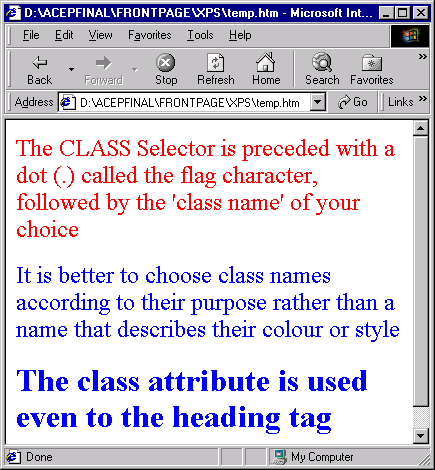 D:\ACEPFINAL\FRONTPAGE\XPS\temp.htm - Microsoft Int...
File Edit View Favorites Tools Help
Back Forward Stop Refresh Home Search Favorites »
Address D:\ACEPFINAL\FRONTPAGE\XPS\temp.htm Go Links »
The CLASS Selector is preceded with a
dot (.) called the flag character,
followed by the 'class name' of your
choice
It is better to choose class names
according to their purpose rather than a
name that describes their colour or style
The class attribute is used
even to the heading tag
Done My Computer